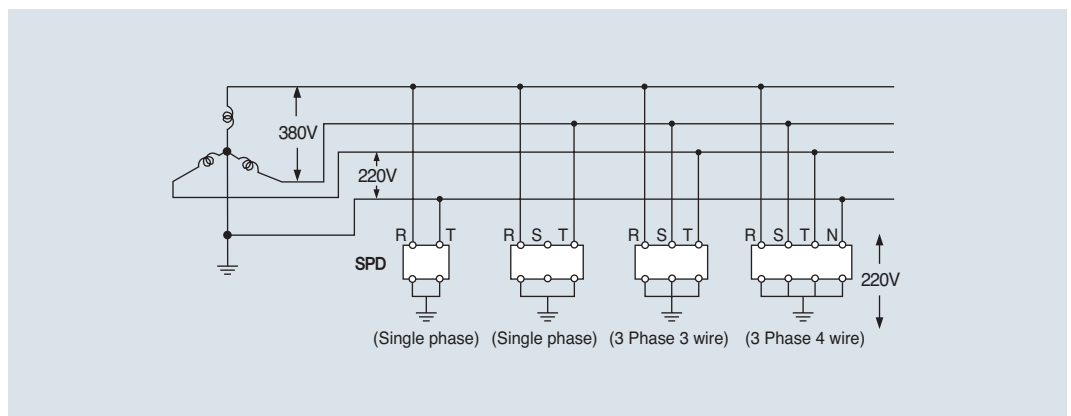 380V
220V
R T R S T R S T R S T N
SPD
220V
(Single phase) (Single phase) (3 Phase 3 wire) (3 Phase 4 wire)